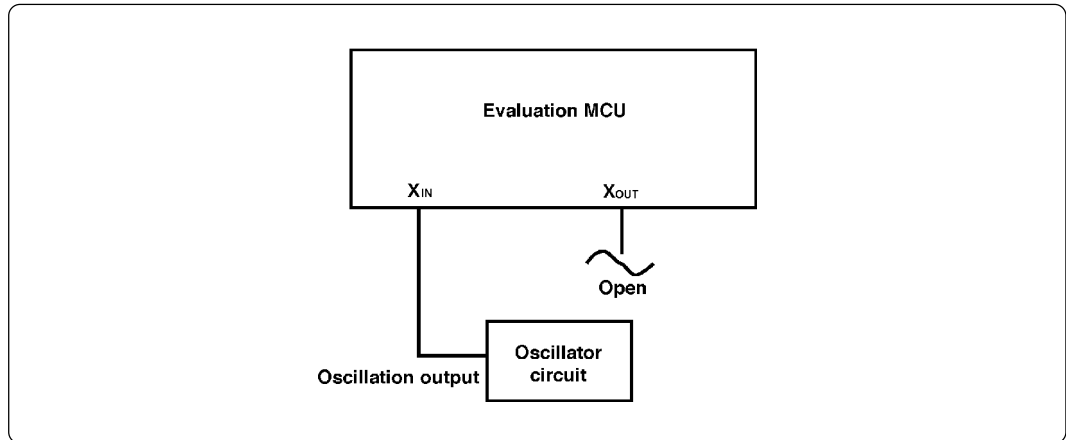 Evaluation MCU
XIN
XOUT
Open
Oscillator
circuit
Oscillation output